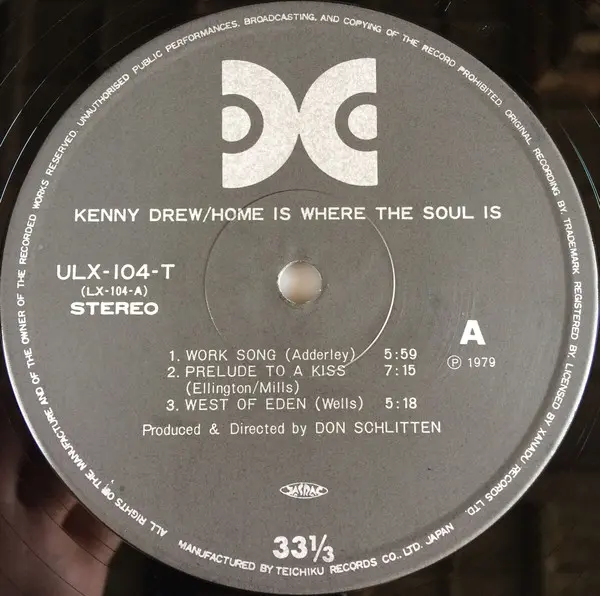 ALL RIGHTS OF THE MANUFACTURE AND OF THE OWNER OF THE RECORDED WORKS RESERVED. UNAUTHORISED PUBLIC PERFORMANCES, BROADCASTING, AND COPYING OF THE RECORD PROHIBITED. ORIGINAL RECORDING BY, TRADEMARK REGISTERED BY, LICENSED BY XANADU RECORDS LTD.
KENNY DREW/HOME IS WHERE THE SOUL IS
ULX-104-T
(LX-104-A)
STEREO
A
℗ 1979
1. WORK SONG (Adderley) 5:59
2. PRELUDE TO A KISS 7:15
(Ellington/Mills)
3. WEST OF EDEN (Wells) 5:18
Produced & Directed by DON SCHLITTEN
JASRAC
33⅓
MANUFACTURED BY TEICHIKU RECORDS CO., LTD. JAPAN